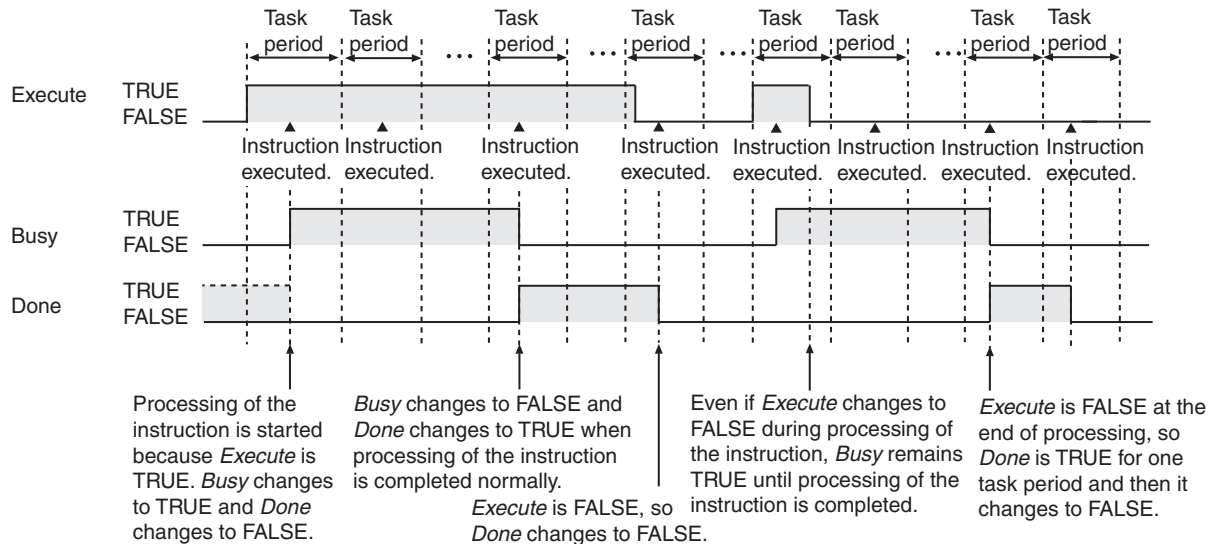 Task Task Task Task Task Task Task Task
period period ... period ... period ... period period ... period period
Execute
TRUE
FALSE
Instruction Instruction Instruction Instruction Instruction Instruction Instruction Instruction
executed. executed. executed. executed. executed. executed. executed. executed.
Busy
TRUE
FALSE
Done
TRUE
FALSE
Processing of the
instruction is started
because Execute is
TRUE. Busy changes
to TRUE and Done
changes to FALSE.
Busy changes to FALSE and
Done changes to TRUE when
processing of the instruction
is completed normally.
Execute is FALSE, so
Done changes to FALSE.
Even if Execute changes to
FALSE during processing of
the instruction, Busy remains
TRUE until processing of the
instruction is completed.
Execute is FALSE at the
end of processing, so
Done is TRUE for one
task period and then it
changes to FALSE.